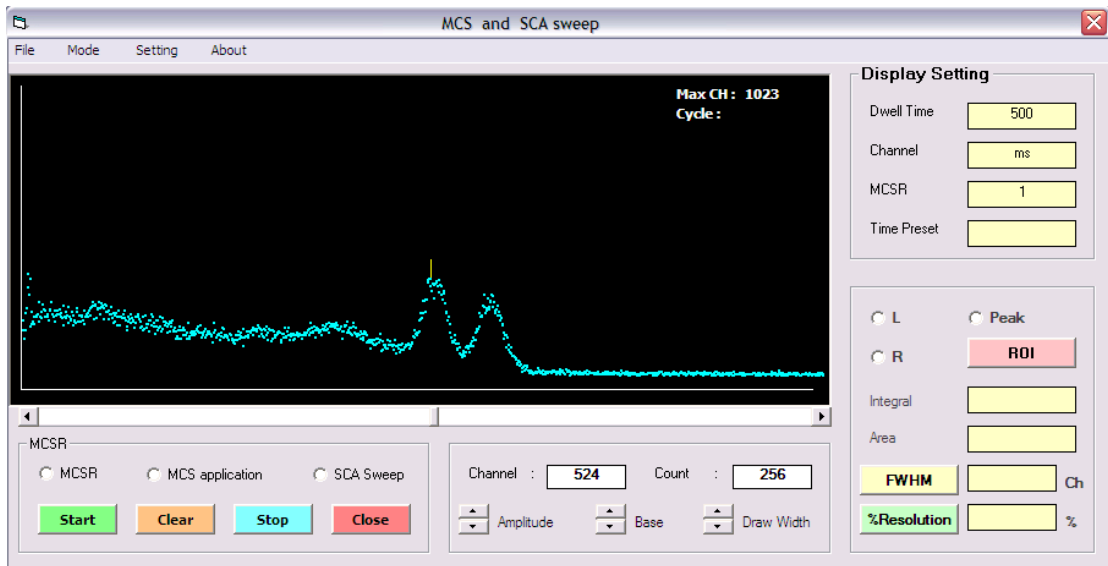 MCS and SCA sweep
File Mode Setting About
Max CH : 1023
Cycle :
Display Setting
Dwell Time 500
Channel ms
MCSR 1
Time Preset
L Peak
R ROI
Integral
Area
FWHM Ch
%Resolution %
MCSR
MCSR MCS application SCA Sweep
Start Clear Stop Close
Channel : 524 Count : 256
Amplitude Base Draw Width